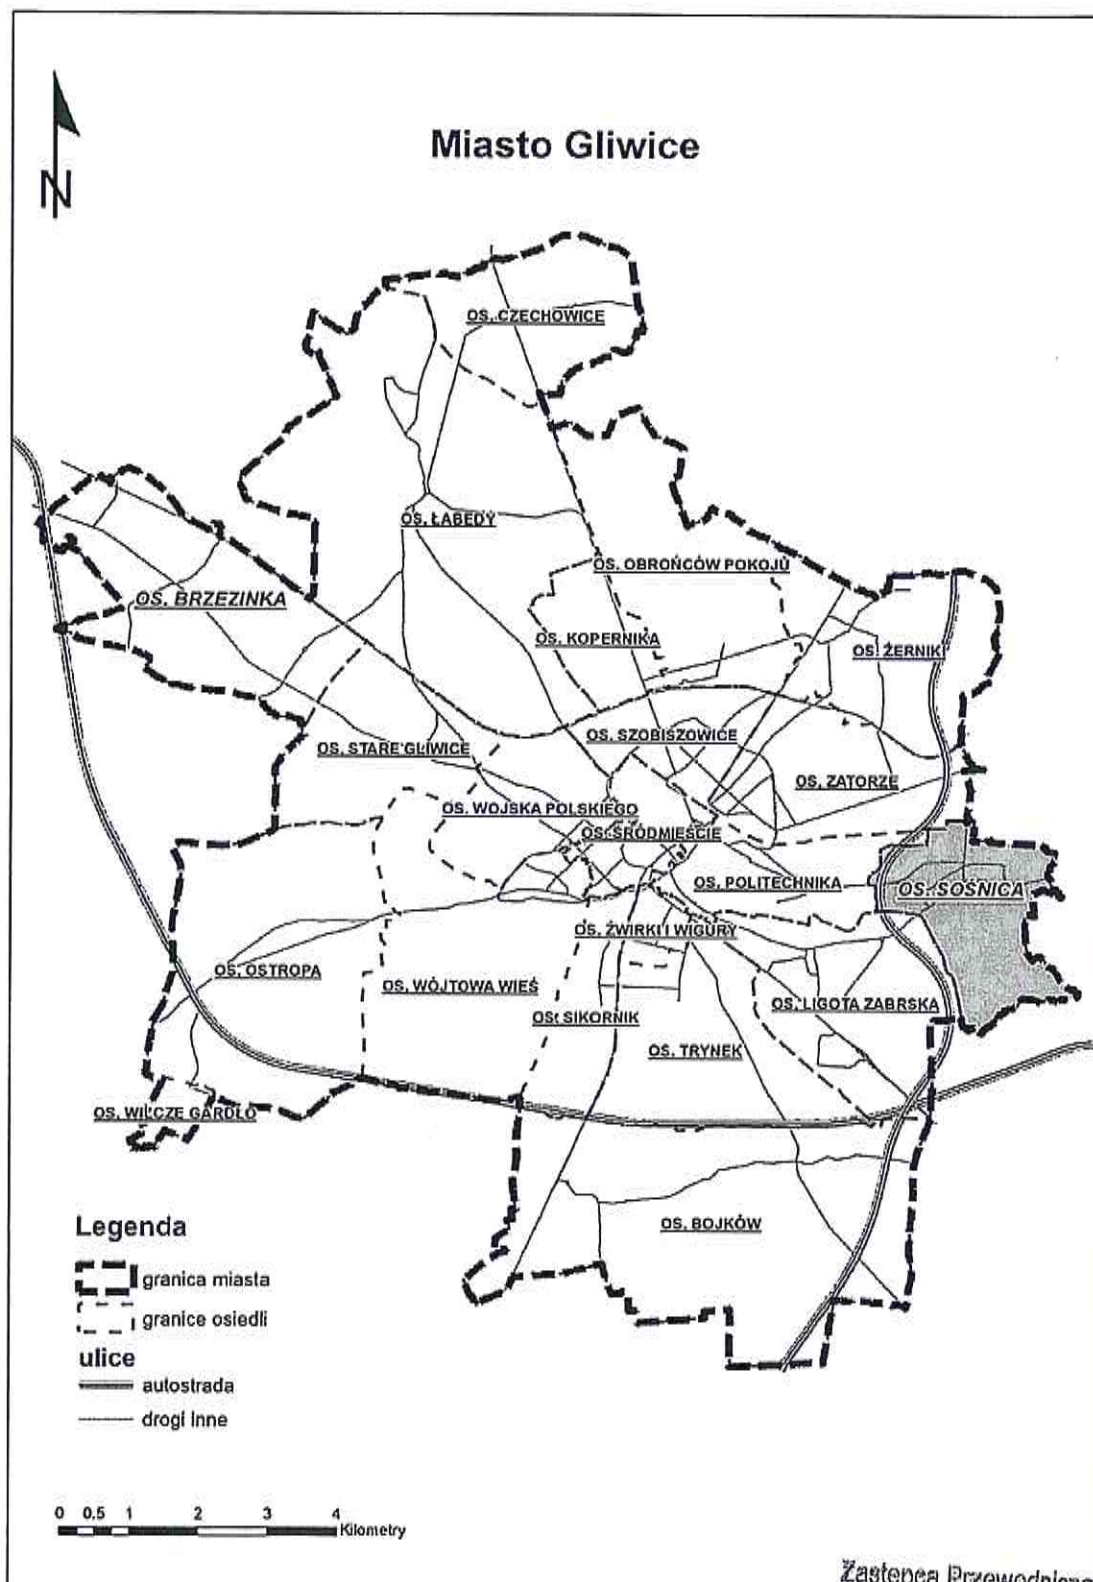 N
Miasto Gliwice
OS. CZECHOWICE
OS. ŁABĘDY
OS. OBROŃCÓW POKOJU
OS. BRZEZINKA
OS. KOPERNIKA
OS. ŻERNIKI
OS. SZOBISZOWICE
OS. STARE GLIWICE
OS. ZATORZE
OS. WOJSKA POLSKIEGO
OS. ŚRÓDMIEŚCIE
OS. POLITECHNIKA
OS. SOŚNICA
OS. ŻWIRKI I WIGURY
OS. OSTROPA
OS. WÓJTOWA WIEŚ
OS. LIGOTA ZABRSKA
OS. SIKORNIK
OS. TRYNEK
OS. WILCZE GARDŁO
OS. BOJKÓW
Legenda
granica miasta
granice osiedli
ulice
autostrada
drogi inne
0 0.5 1 2 3 4
Kilometry
Zastępca